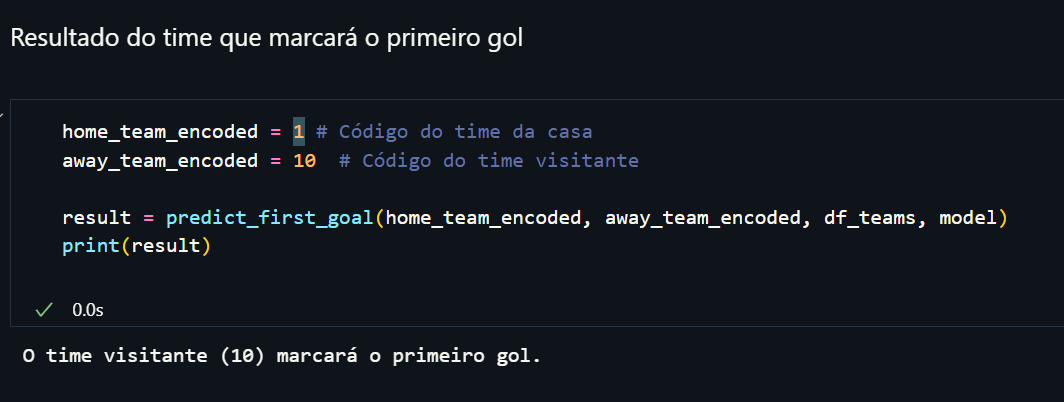 Resultado do time que marcará o primeiro gol
home_team_encoded = 1 # Código do time da casa
away_team_encoded = 10  # Código do time visitante
result = predict_first_goal(home_team_encoded, away_team_encoded, df_teams, model)
print(result)
0.0s
O time visitante (10) marcará o primeiro gol.